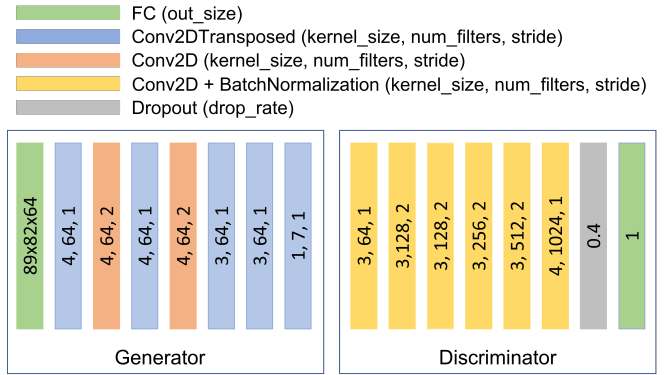 FC (out_size)
Conv2DTransposed (kernel_size, num_filters, stride)
Conv2D (kernel_size, num_filters, stride)
Conv2D + BatchNormalization (kernel_size, num_filters, stride)
Dropout (drop_rate)
89x82x64
4, 64, 1
4, 64, 2
4, 64, 1
4, 64, 2
3, 64, 1
3, 64, 1
1, 7, 1
Generator
3, 64, 1
3,128, 2
3, 128, 2
3, 256, 2
3, 512, 2
4, 1024, 1
0.4
1
Discriminator